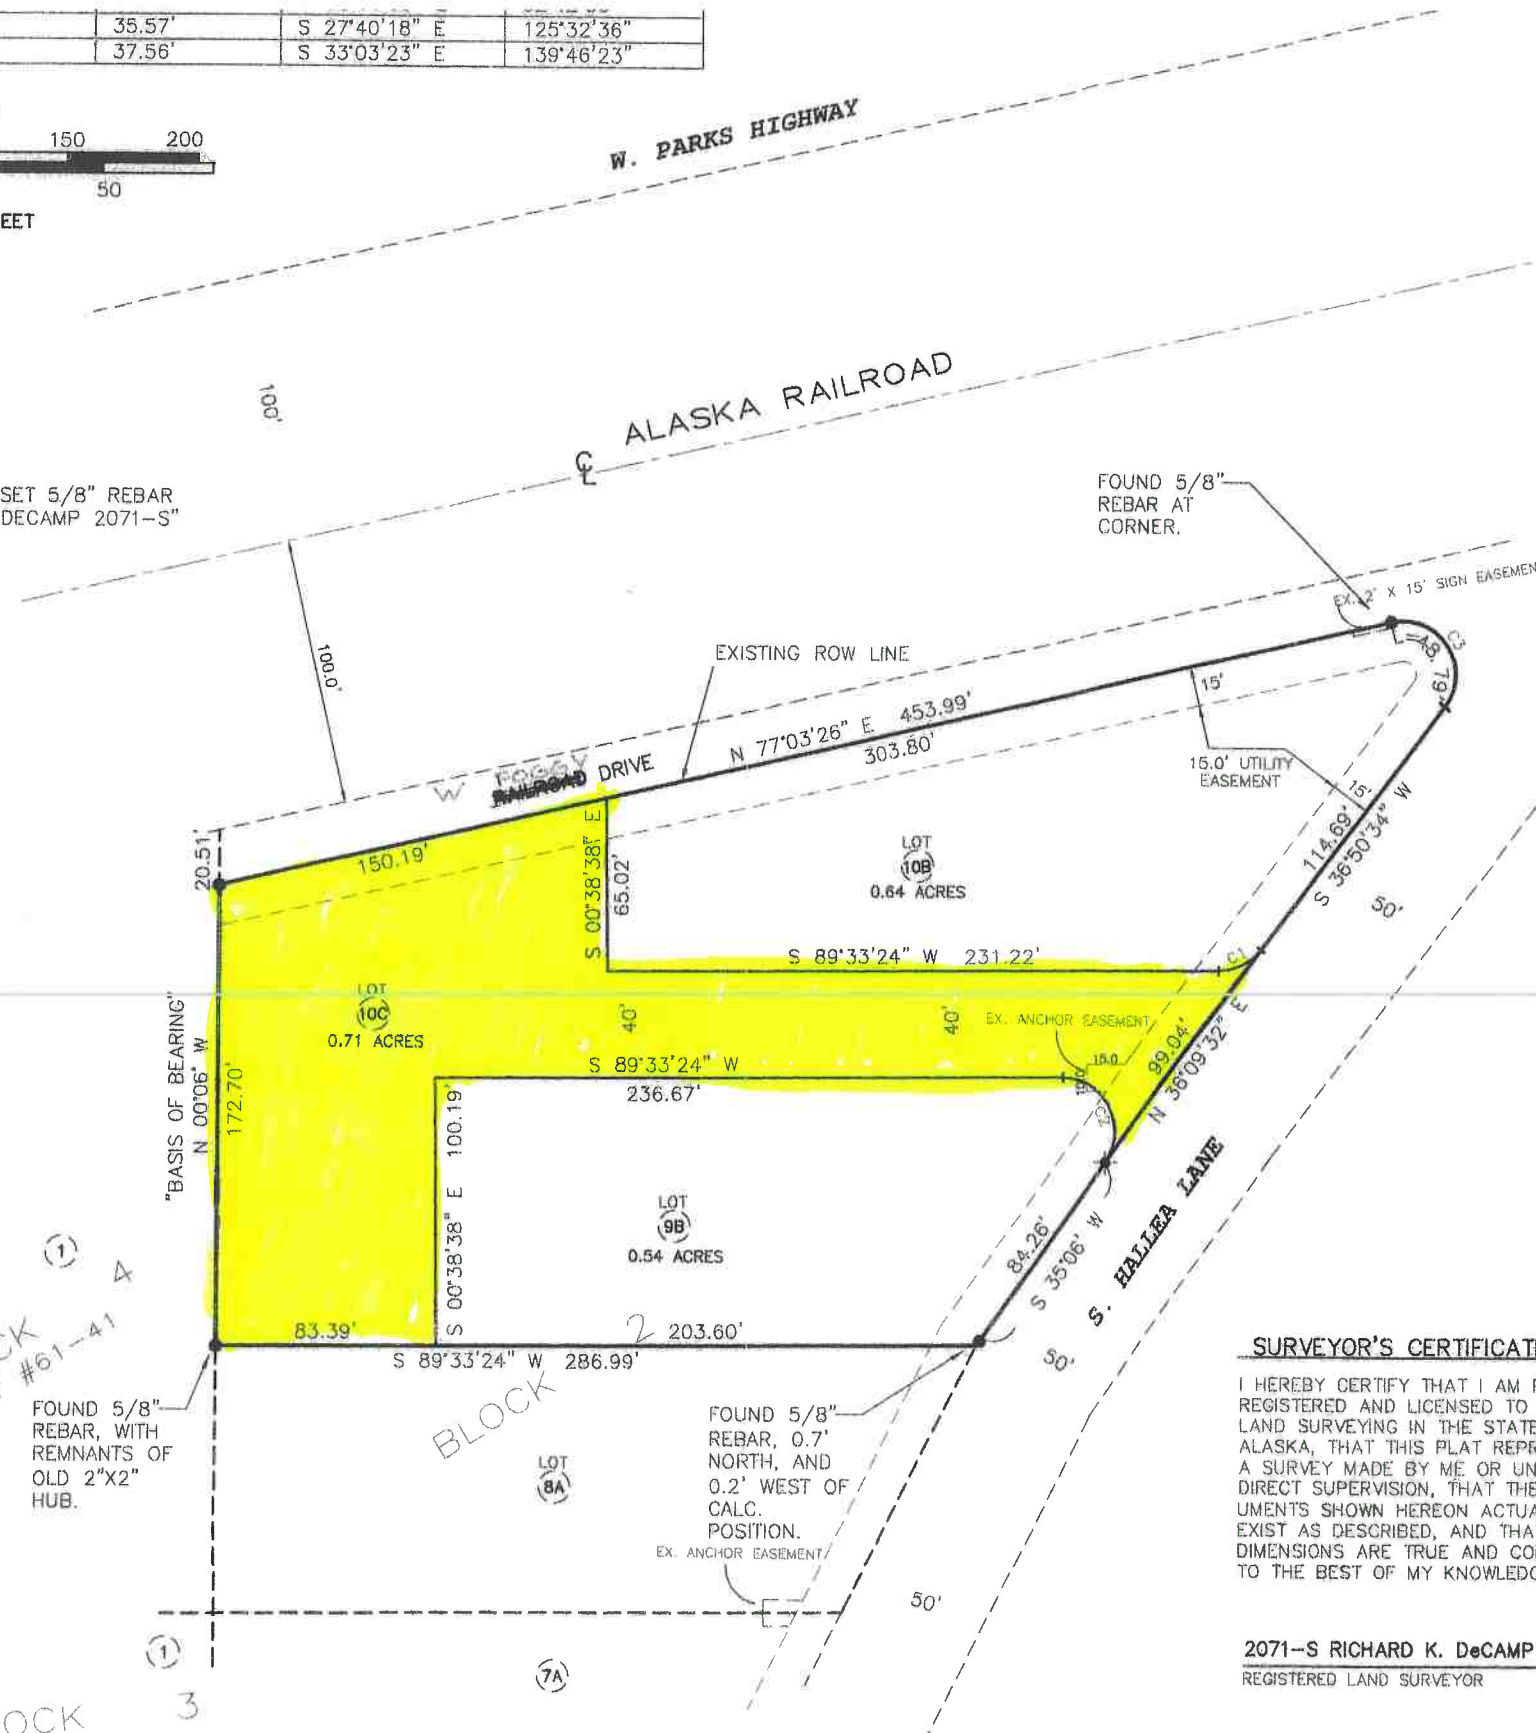 35.57' S 27°40'18" E 125°32'36"
37.56' S 33°03'23" E 139°46'23"
150 200
50
EET
W. PARKS HIGHWAY
100'
ALASKA RAILROAD
℄
SET 5/8" REBAR
DECAMP 2071-S"
FOUND 5/8"
REBAR AT
CORNER.
100.0'
EXISTING ROW LINE
EX. 2' X 15' SIGN EASEMEN
C3
L=48.79'
W FOGGY
RAILROAD DRIVE
N 77°03'26" E 453.99'
303.80'
15'
15.0' UTILITY
EASEMENT
15'
20.51'
150.19'
S 00°38'38" E
65.02'
LOT
10B
0.64 ACRES
114.69'
S 36°50'34" W
50'
S 89°33'24" W 231.22'
C1
"BASIS OF BEARING"
N 00°06' W
172.70'
LOT
10C
0.71 ACRES
40'
40'
EX. ANCHOR EASEMENT
15.0
C2
99.04'
N 36°09'32" E
S 89°33'24" W
236.67'
S 00°38'38" E 100.19'
LOT
9B
0.54 ACRES
84.26'
S 35°06' W
S. HALLEA LANE
50'
1
4
CK
#61-41
83.39'
2
203.60'
S 89°33'24" W 286.99'
FOUND 5/8"
REBAR, WITH
REMNANTS OF
OLD 2"X2"
HUB.
BLOCK
LOT
8A
FOUND 5/8"
REBAR, 0.7'
NORTH, AND
0.2' WEST OF
CALC.
POSITION.
EX. ANCHOR EASEMENT
50'
1
7A
3
OCK
SURVEYOR'S CERTIFICAT
I HEREBY CERTIFY THAT I AM
REGISTERED AND LICENSED TO
LAND SURVEYING IN THE STATE
ALASKA, THAT THIS PLAT REPR
A SURVEY MADE BY ME OR UN
DIRECT SUPERVISION, THAT THE
UMENTS SHOWN HEREON ACTUA
EXIST AS DESCRIBED, AND THA
DIMENSIONS ARE TRUE AND CO
TO THE BEST OF MY KNOWLEDG
2071-S RICHARD K. DeCAMP
REGISTERED LAND SURVEYOR